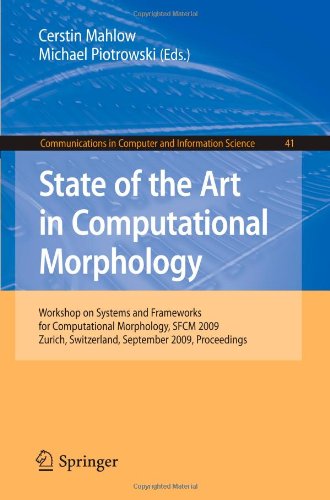 Cerstin Mahlow
Michael Piotrowski (Eds.)
Communications in Computer and Information Science 41
State of the Art
in Computational
Morphology
Workshop on Systems and Frameworks
for Computational Morphology, SFCM 2009
Zurich, Switzerland, September 2009, Proceedings
Springer